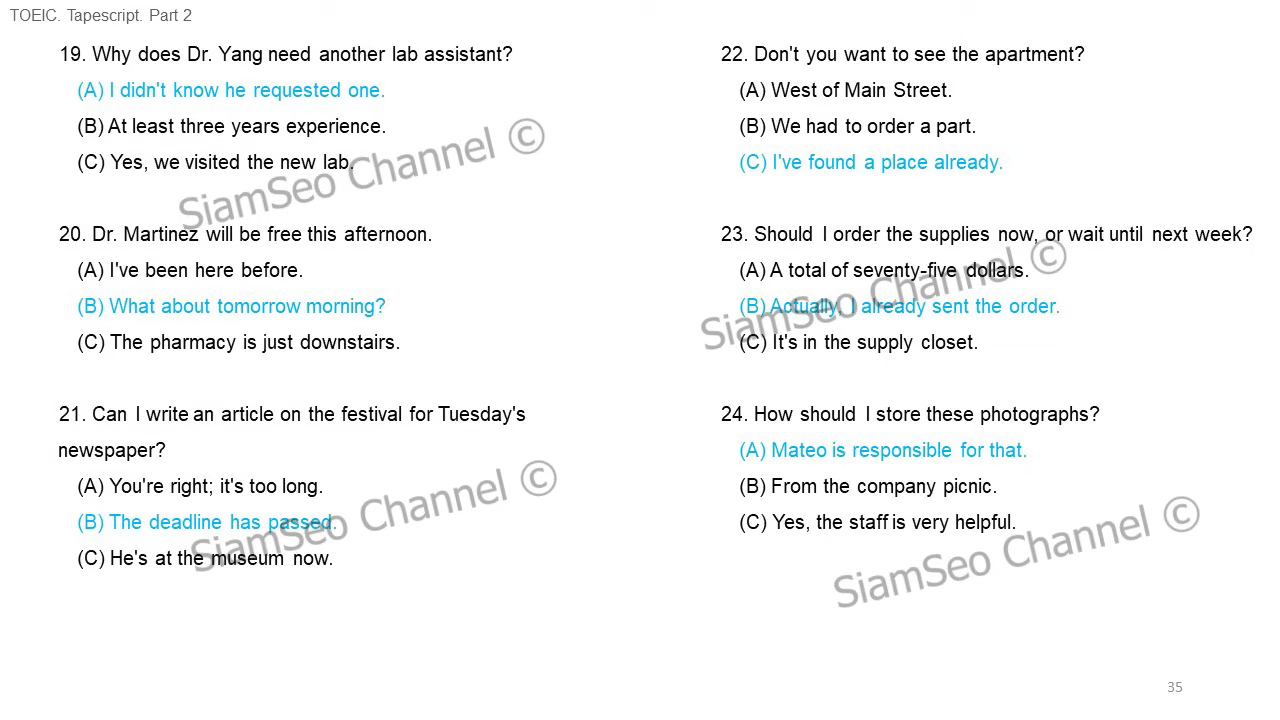 TOEIC. Tapescript. Part 2
19. Why does Dr. Yang need another lab assistant?
(A) I didn't know he requested one.
(B) At least three years experience.
(C) Yes, we visited the new lab.
SiamSeo Channel ©
20. Dr. Martinez will be free this afternoon.
(A) I've been here before.
(B) What about tomorrow morning?
(C) The pharmacy is just downstairs.
21. Can I write an article on the festival for Tuesday's
newspaper?
(A) You're right; it's too long.
(B) The deadline has passed.
(C) He's at the museum now.
SiamSeo Channel ©
22. Don't you want to see the apartment?
(A) West of Main Street.
(B) We had to order a part.
(C) I've found a place already.
23. Should I order the supplies now, or wait until next week?
(A) A total of seventy-five dollars.
(B) Actually, I already sent the order.
(C) It's in the supply closet.
SiamSeo Channel ©
24. How should I store these photographs?
(A) Mateo is responsible for that.
(B) From the company picnic.
(C) Yes, the staff is very helpful.
SiamSeo Channel ©
35